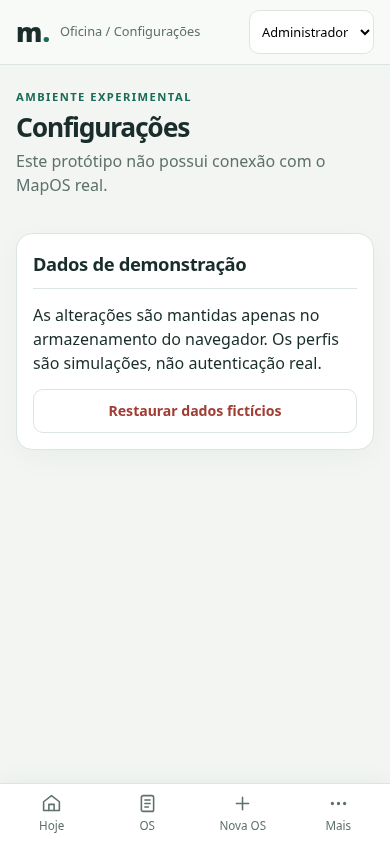 m. Oficina / Configurações Administrador
AMBIENTE EXPERIMENTAL
Configurações
Este protótipo não possui conexão com o
MapOS real.
Dados de demonstração
As alterações são mantidas apenas no
armazenamento do navegador. Os perfis
são simulações, não autenticação real.
Restaurar dados fictícios
Hoje OS Nova OS Mais